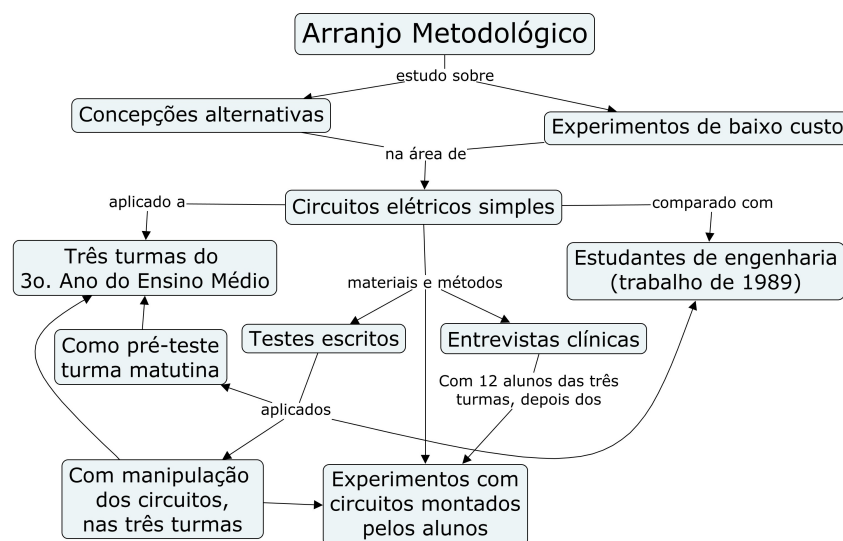 Arranjo Metodológico
estudo sobre
Concepções alternativas
Experimentos de baixo custo
na área de
aplicado a
Circuitos elétricos simples
comparado com
Três turmas do
3o. Ano do Ensino Médio
Estudantes de engenharia
(trabalho de 1989)
materiais e métodos
Como pré-teste
turma matutina
Testes escritos
Entrevistas clínicas
Com 12 alunos das três
turmas, depois dos
aplicados
Com manipulação
dos circuitos,
nas três turmas
Experimentos com
circuitos montados
pelos alunos